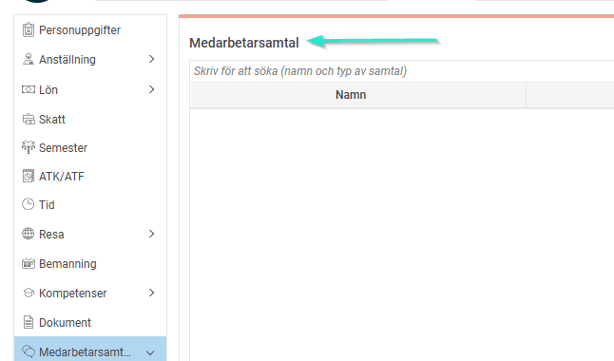 Personuppgifter
Anställning
Lön
Skatt
Semester
ATK/ATF
Tid
Resa
Bemanning
Kompetenser
Dokument
Medarbetarsamt...
Medarbetarsamtal
Skriv för att söka (namn och typ av samtal)
Namn